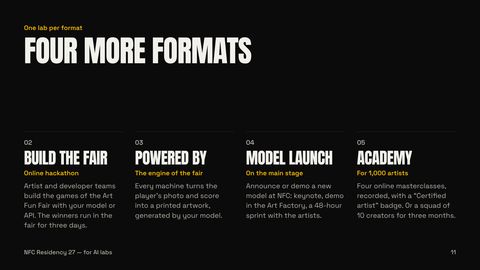 One lab per format
FOUR MORE FORMATS
02
BUILD THE FAIR
Online hackathon
Artist and developer teams
build the games of the Art
Fun Fair with your model or
API. The winners run in the
fair for three days.
03
POWERED BY
The engine of the fair
Every machine turns the
player's photo and score
into a printed artwork,
generated by your model.
04
MODEL LAUNCH
On the main stage
Announce or demo a new
model at NFC: keynote, demo
in the Art Factory, a 48-hour
sprint with the artists.
05
ACADEMY
For 1,000 artists
Four online masterclasses,
recorded, with a "Certified
artist" badge. Or a squad of
10 creators for three months.
NFC Residency 27 — for AI labs
11